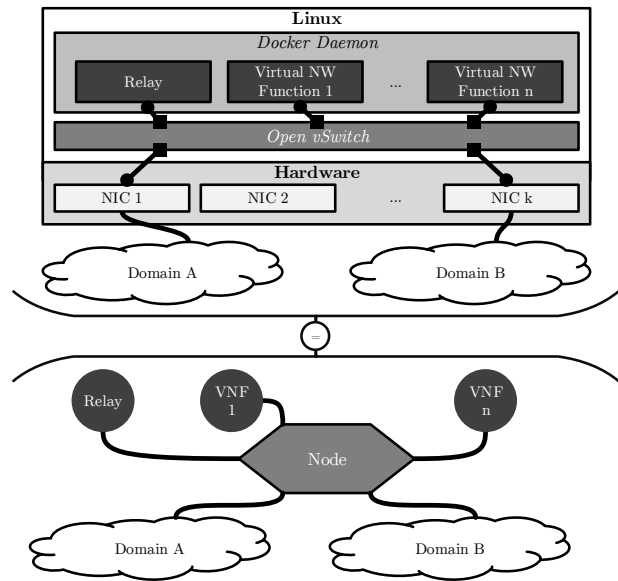 Linux
Docker Daemon
Relay
Virtual NW
Function 1
...
Virtual NW
Function n
Open vSwitch
Hardware
NIC 1
NIC 2
...
NIC k
Domain A
Domain B
=
Relay
VNF
1
VNF
n
Node
Domain A
Domain B